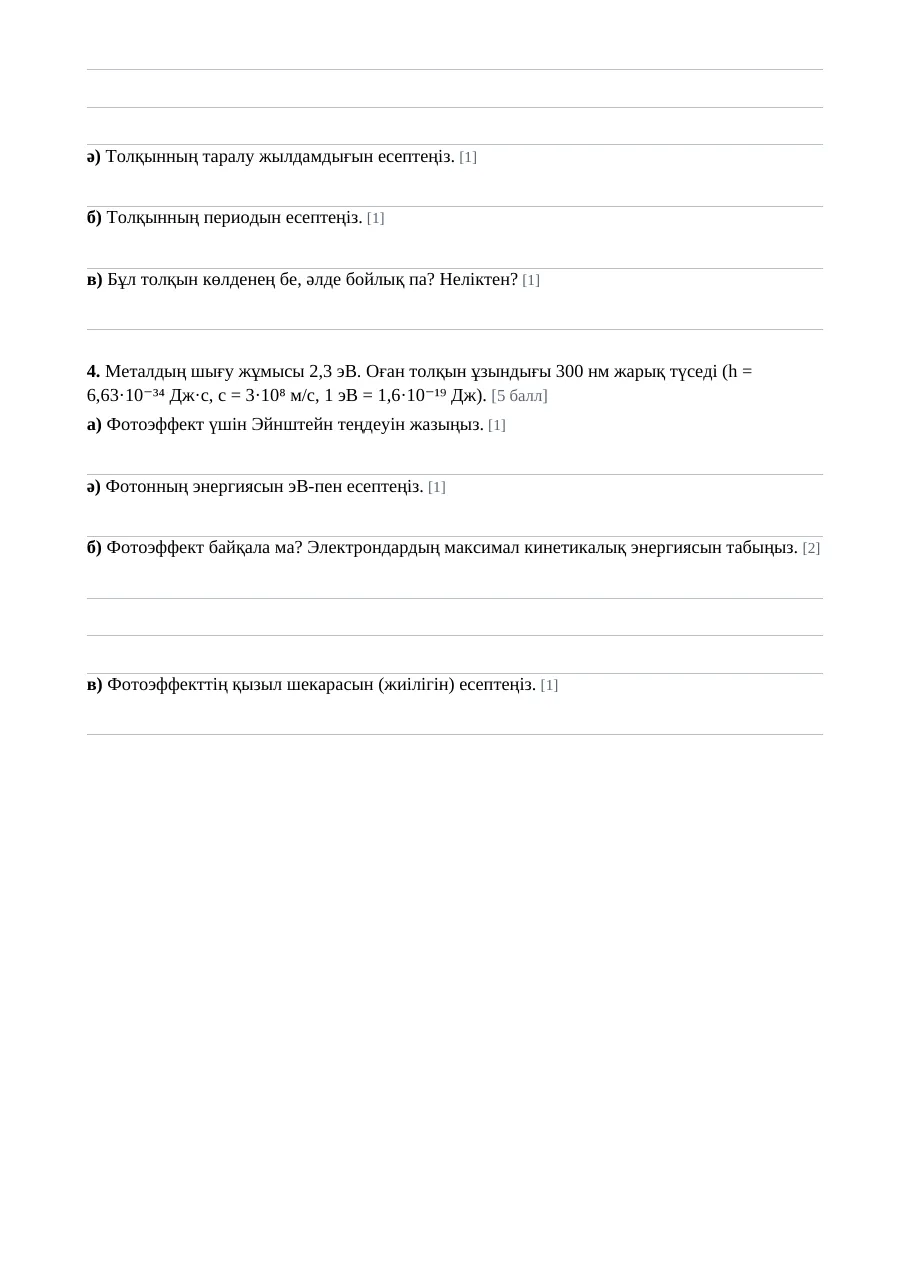 ә) Толқынның таралу жылдамдығын есептеңіз. [1]
б) Толқынның периодын есептеңіз. [1]
в) Бұл толқын көлденең бе, әлде бойлық па? Неліктен? [1]
4. Металдың шығу жұмысы 2,3 эВ. Оған толқын ұзындығы 300 нм жарық түседі (h =
6,63·10⁻³⁴ Дж·с, c = 3·10⁸ м/с, 1 эВ = 1,6·10⁻¹⁹ Дж). [5 балл]
а) Фотоэффект үшін Эйнштейн теңдеуін жазыңыз. [1]
ә) Фотонның энергиясын эВ-пен есептеңіз. [1]
б) Фотоэффект байқала ма? Электрондардың максимал кинетикалық энергиясын табыңыз. [2]
в) Фотоэффекттің қызыл шекарасын (жиілігін) есептеңіз. [1]